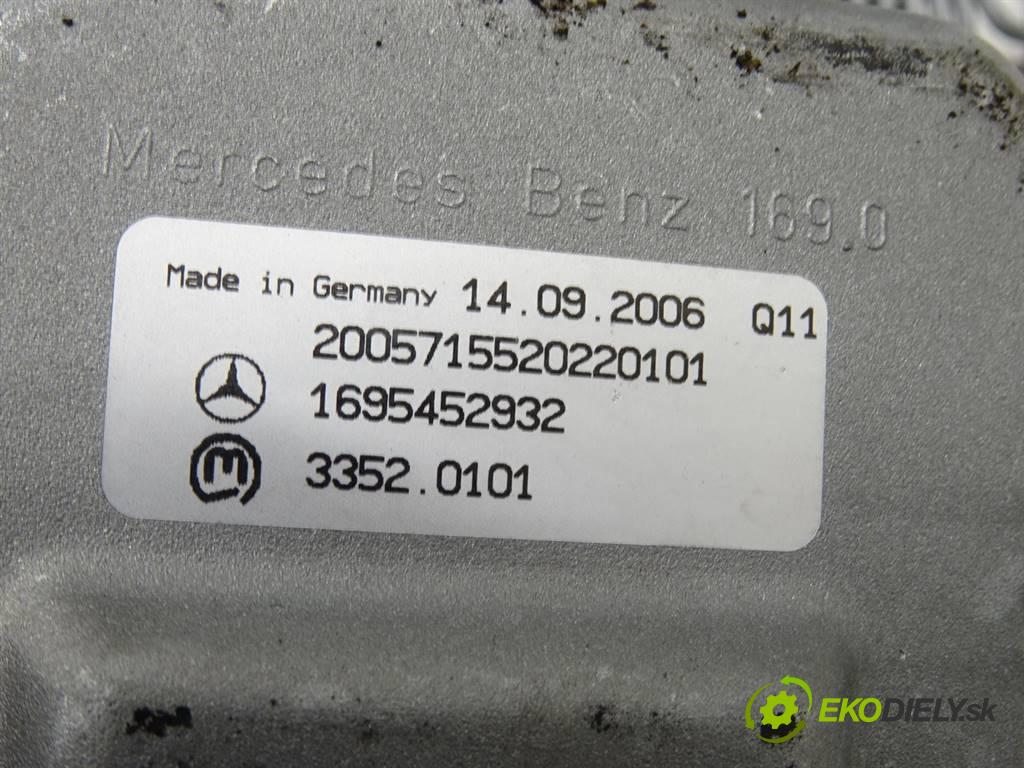 Mercedes Benz 169.0
Made in Germany 14.09.2006 Q11
2005715520220101
1695452932
M 3352.0101
EKODIELY.sk